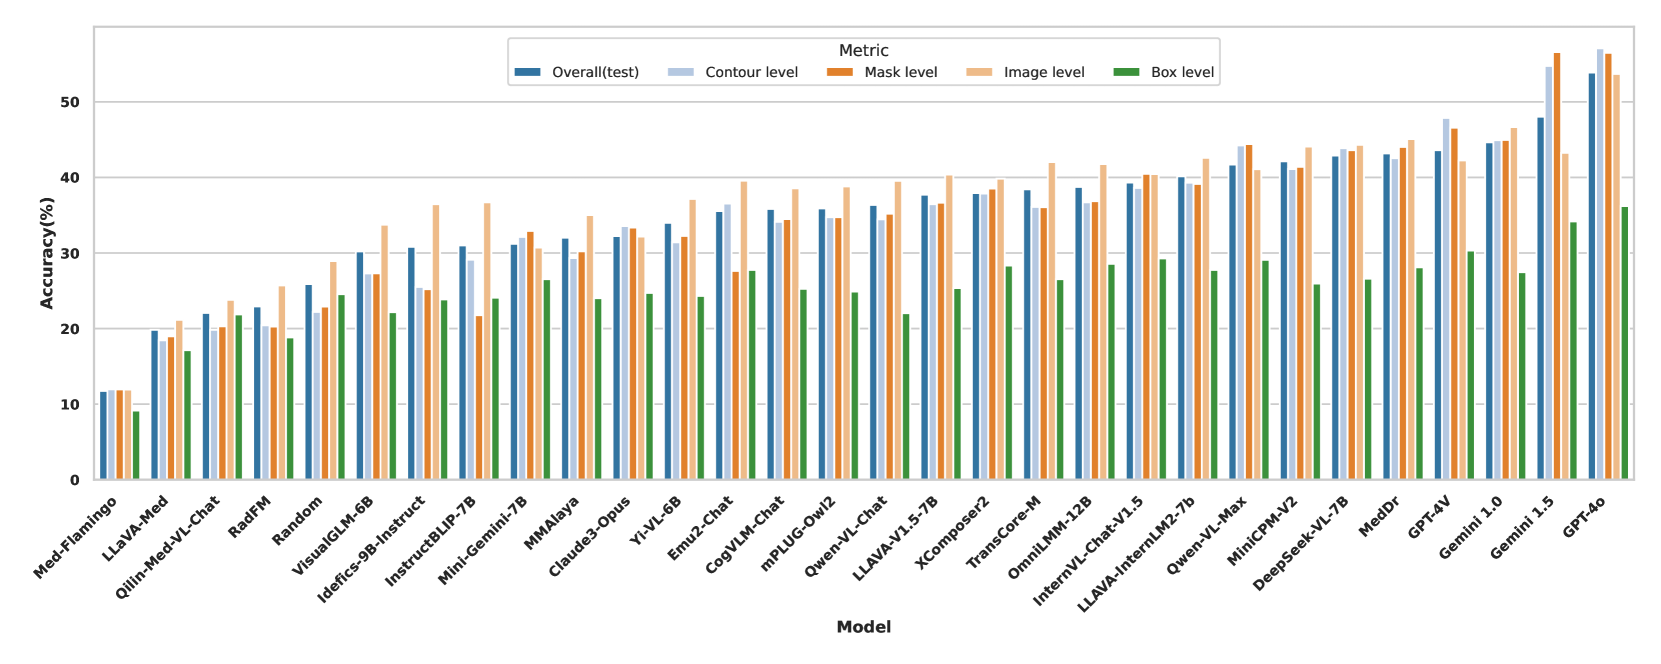 Metric
Overall(test) Contour level Mask level Image level Box level
Accuracy(%)
50
40
30
20
10
0
Med-Flamingo
LLaVA-Med
Qilin-Med-VL-Chat
RadFM
Random
VisualGLM-6B
Idefics-9B-Instruct
InstructBLIP-7B
Mini-Gemini-7B
MMAlaya
Claude3-Opus
Yi-VL-6B
Emu2-Chat
CogVLM-Chat
mPLUG-Owl2
Qwen-VL-Chat
LLAVA-V1.5-7B
XComposer2
TransCore-M
OmniLMM-12B
InternVL-Chat-V1.5
LLAVA-InternLM2-7b
Qwen-VL-Max
MiniCPM-V2
DeepSeek-VL-7B
MedDr
GPT-4V
Gemini 1.0
Gemini 1.5
GPT-4o
Model